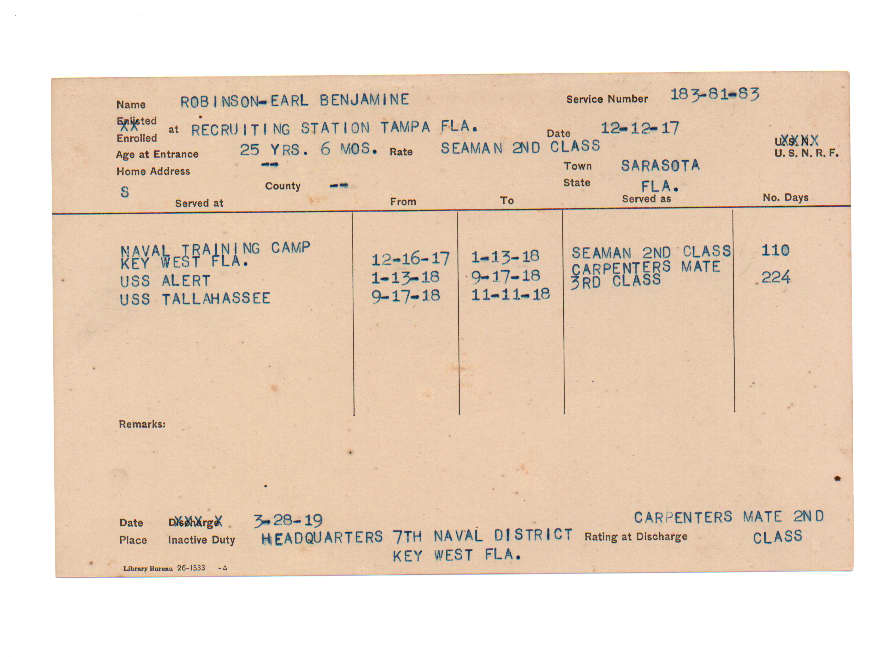 Name ROBINSON-EARL BENJAMINE Service Number 183-81-83
Enlisted
Enrolled at RECRUITING STATION TAMPA FLA. Date 12-12-17
U.S.N.
U.S.N.R.F.
Age at Entrance 25 YRS. 6 MOS. Rate SEAMAN 2ND CLASS
Home Address -- Town SARASOTA
S County -- State FLA.
Served at From To Served as No. Days
NAVAL TRAINING CAMP
KEY WEST FLA. 12-16-17 1-13-18 SEAMAN 2ND CLASS 110
USS ALERT 1-13-18 9-17-18 CARPENTERS MATE
3RD CLASS 224
USS TALLAHASSEE 9-17-18 11-11-18
Remarks:
Date Discharge 3-28-19 CARPENTERS MATE 2ND
Place Inactive Duty HEADQUARTERS 7TH NAVAL DISTRICT Rating at Discharge CLASS
KEY WEST FLA.
Library Bureau 26-1533